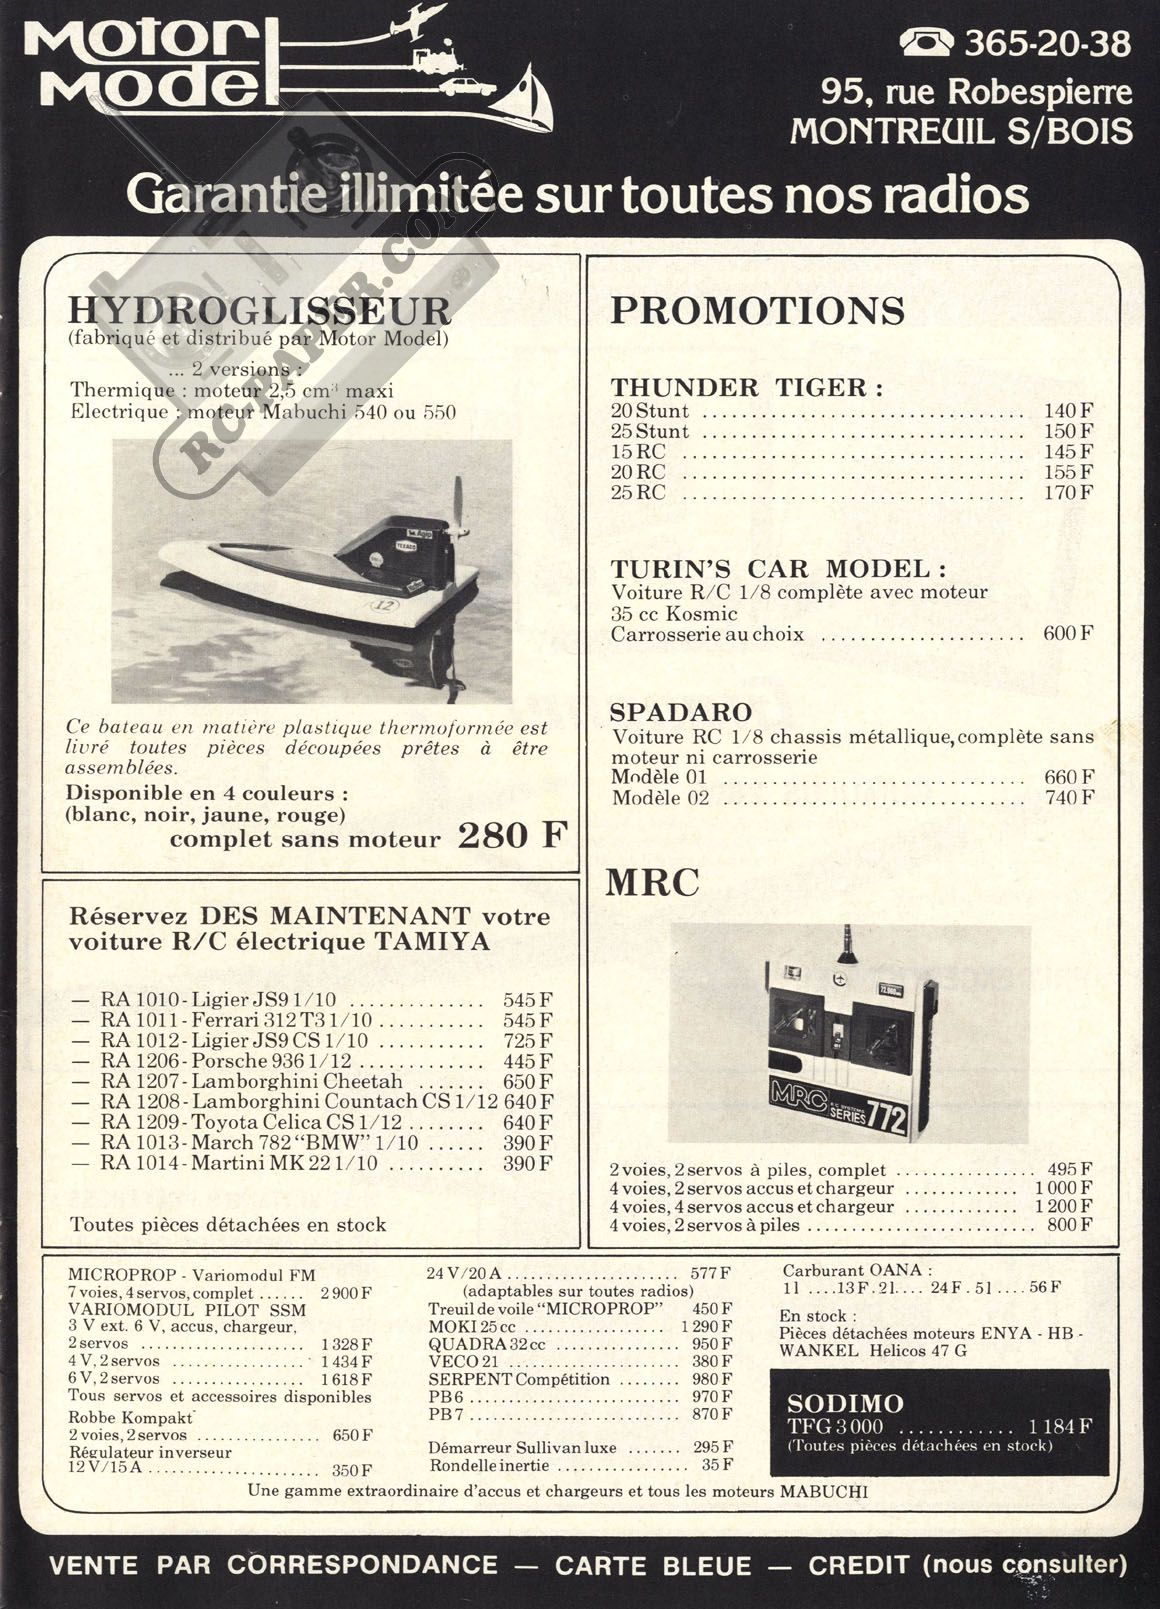 Motor
Model
365-20-38
95, rue Robespierre
MONTREUIL S/BOIS
Garantie illimitée sur toutes nos radios
RC-PAPIER.COM
HYDROGLISSEUR
(fabriqué et distribué par Motor Model)
... 2 versions :
Thermique : moteur 2,5 cm³ maxi
Electrique : moteur Mabuchi 540 ou 550
TEXACO
12
Ce bateau en matière plastique thermoformée est
livré toutes pièces découpées prêtes à être
assemblées.
Disponible en 4 couleurs :
(blanc, noir, jaune, rouge)
complet sans moteur 280 F
Réservez DES MAINTENANT votre
voiture R/C électrique TAMIYA
— RA 1010 - Ligier JS9 1/10 .............. 545 F
— RA 1011 - Ferrari 312 T3 1/10 .......... 545 F
— RA 1012 - Ligier JS9 CS 1/10 ........... 725 F
— RA 1206 - Porsche 936 1/12 ............. 445 F
— RA 1207 - Lamborghini Cheetah ....... 650 F
— RA 1208 - Lamborghini Countach CS 1/12 640 F
— RA 1209 - Toyota Celica CS 1/12 ........ 640 F
— RA 1013 - March 782 "BMW" 1/10 ...... 390 F
— RA 1014 - Martini MK 22 1/10 .......... 390 F
Toutes pièces détachées en stock
PROMOTIONS
THUNDER TIGER :
20 Stunt ................................. 140 F
25 Stunt ................................. 150 F
15 RC ................................... 145 F
20 RC ................................... 155 F
25 RC ................................... 170 F
TURIN'S CAR MODEL :
Voiture R/C 1/8 complète avec moteur
35 cc Kosmic
Carrosserie au choix ..................... 600 F
SPADARO
Voiture RC 1/8 chassis métallique, complète sans
moteur ni carrosserie
Modèle 01 ............................... 660 F
Modèle 02 ............................... 740 F
MRC
MRC
R/C SYSTEMS
SERIES 772
2 voies, 2 servos à piles, complet .............. 495 F
4 voies, 2 servos accus et chargeur ............ 1 000 F
4 voies, 4 servos accus et chargeur ............ 1 200 F
4 voies, 2 servos à piles ........................ 800 F
MICROPROP - Variomodul FM
7 voies, 4 servos, complet ...... 2 900 F
VARIOMODUL PILOT SSM
3 V ext. 6 V, accus, chargeur,
2 servos ..................... 1 328 F
4 V, 2 servos ................. 1 434 F
6 V, 2 servos ................. 1 618 F
Tous servos et accessoires disponibles
Robbe Kompakt
2 voies, 2 servos ................... 650 F
Régulateur inverseur
12 V/15 A ..................... 350 F
24 V/20 A ..................... 577 F
(adaptables sur toutes radios)
Treuil de voile "MICROPROP" 450 F
MOKI 25 cc .................. 1 290 F
QUADRA 32 cc ................ 950 F
VECO 21 ..................... 380 F
SERPENT Compétition ........ 980 F
PB 6 ......................... 970 F
PB 7 ......................... 870 F
Démarreur Sullivan luxe ....... 295 F
Rondelle inertie ................ 35 F
Carburant OANA :
1 l ....13 F. 2 l.... 24 F. 5 l .... 56 F
En stock :
Pièces détachées moteurs ENYA - HB -
WANKEL Helicos 47 G
SODIMO
TFG 3 000 ............ 1 184 F
(Toutes pièces détachées en stock)
Une gamme extraordinaire d'accus et chargeurs et tous les moteurs MABUCHI
VENTE PAR CORRESPONDANCE — CARTE BLEUE — CREDIT (nous consulter)